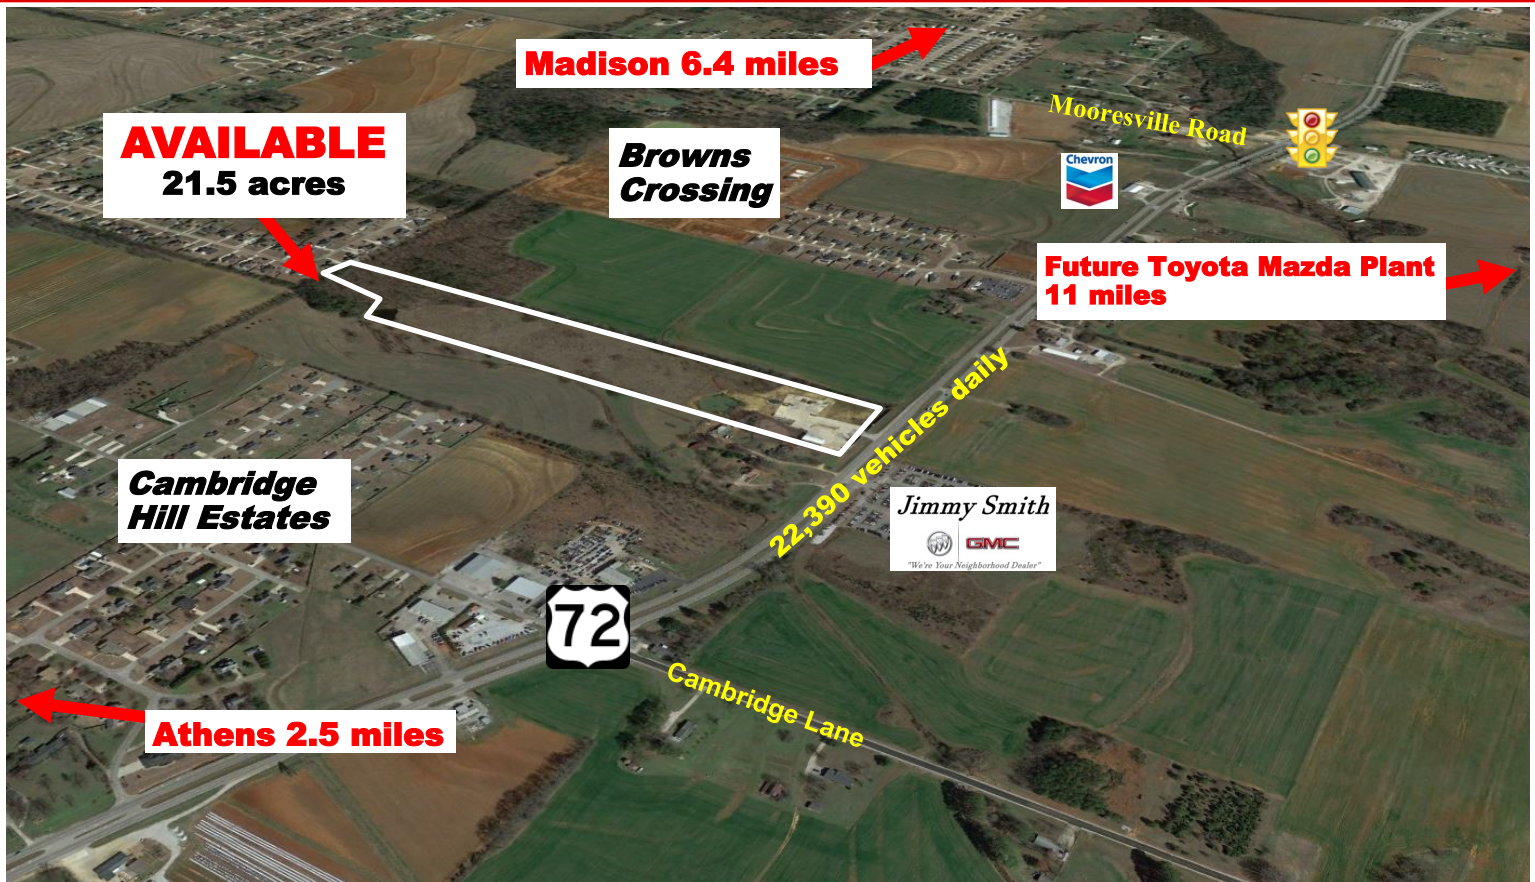 Madison 6.4 miles
Mooresville Road
AVAILABLE
21.5 acres
Browns
Crossing
Chevron
Future Toyota Mazda Plant
11 miles
22,390 vehicles daily
Cambridge
Hill Estates
Jimmy Smith
GMC
"We're Your Neighborhood Dealer"
72
Cambridge Lane
Athens 2.5 miles